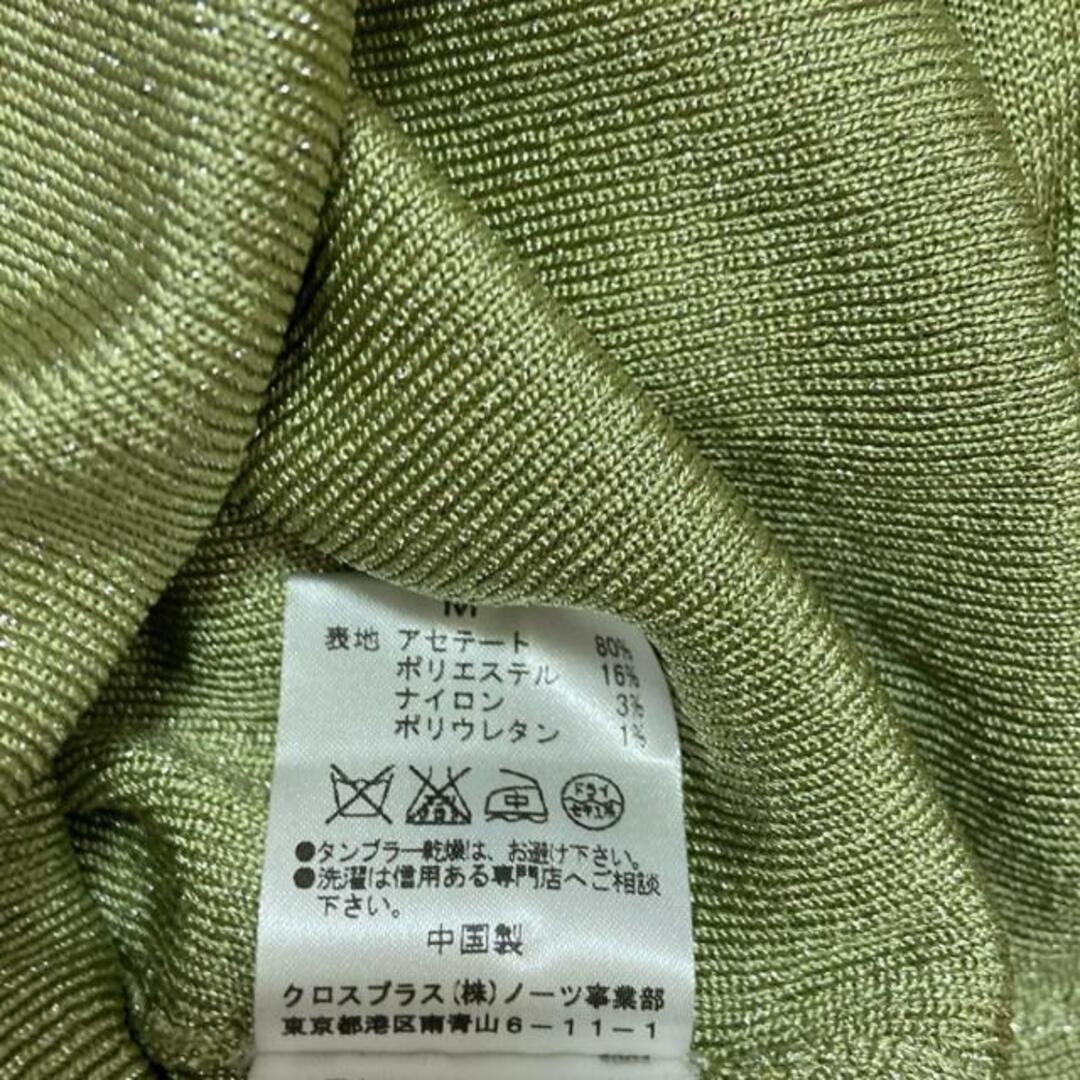 M
表地 アセテート 80%
ポリエステル 16%
ナイロン 3%
ポリウレタン 1%
中
ドライ
セキユ系
●タンブラー乾燥は、お避け下さい。
●洗濯は信用ある専門店へご相談
下さい。
中国製
クロスプラス(株)ノーツ事業部
東京都港区南青山6-11-1